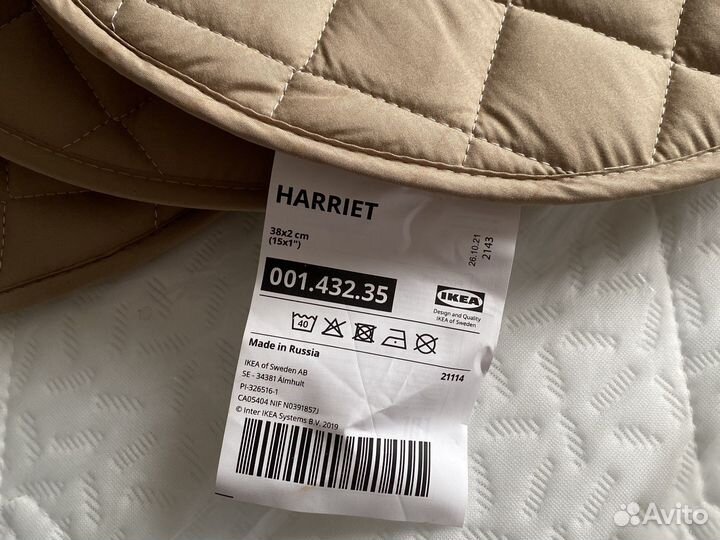 HARRIET
38x2 cm
(15x1")
26.10.21
2143
001.432.35
IKEA
Design and Quality
IKEA of Sweden
40
Made in Russia
21114
IKEA of Sweden AB
SE - 34381 Älmhult
PI-326516-1
CA05404 NIF N0391857J
© Inter IKEA Systems B.V. 2019
Avito